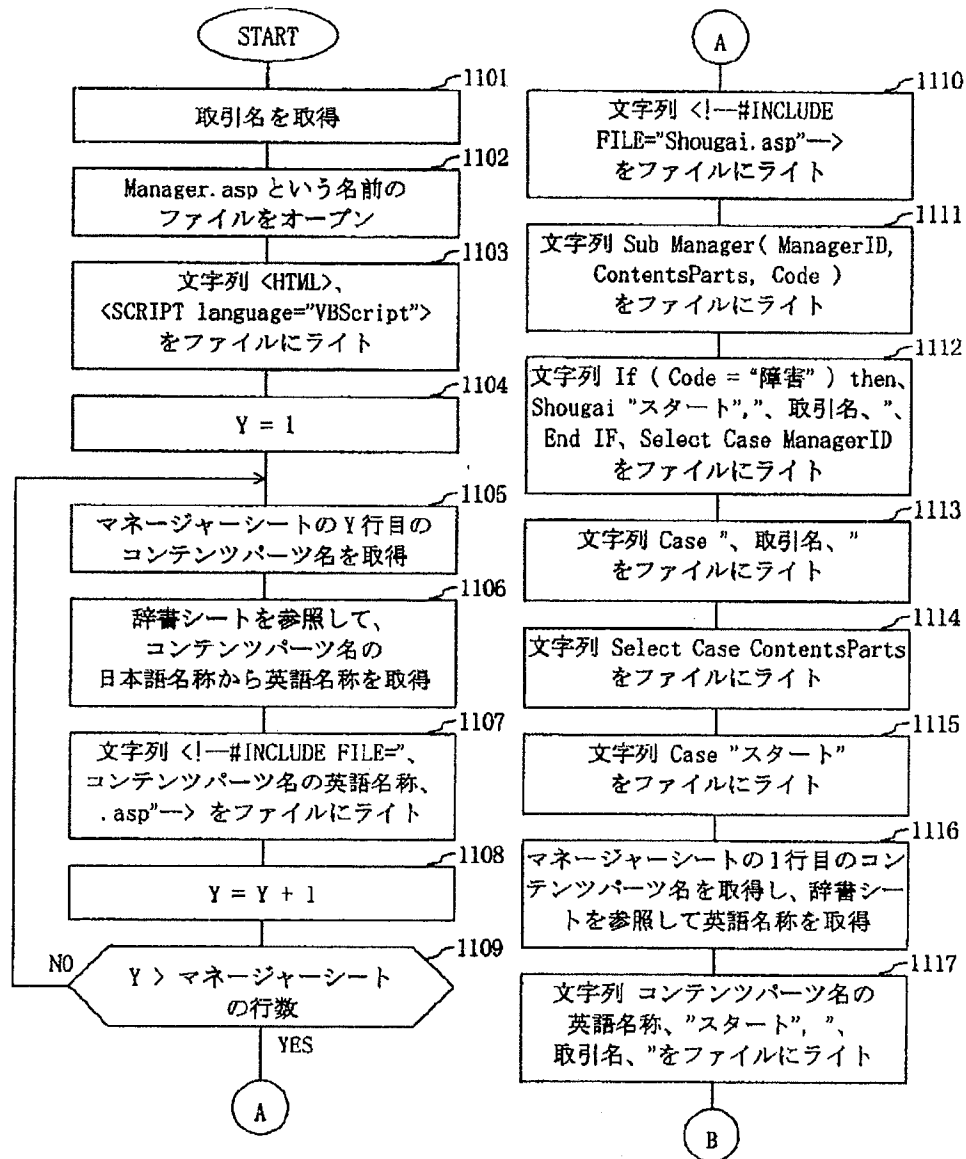 START
1101
取引名を取得
1102
Manager.asp という名前の
ファイルをオープン
1103
文字列 <HTML>、
<SCRIPT language="VBScript">
をファイルにライト
1104
Y = 1
1105
マネージャーシートのY行目の
コンテンツパーツ名を取得
1106
辞書シートを参照して、
コンテンツパーツ名の
日本語名称から英語名称を取得
1107
文字列 <!--#INCLUDE FILE="、
コンテンツパーツ名の英語名称、
.asp"--> をファイルにライト
1108
Y = Y + 1
1109
NO
Y > マネージャーシート
の行数
YES
A
A
1110
文字列 <!--#INCLUDE
FILE="Shougai.asp"-->
をファイルにライト
1111
文字列 Sub Manager( ManagerID,
ContentsParts, Code )
をファイルにライト
1112
文字列 If ( Code = "障害" ) then、
Shougai "スタート","、取引名、"、
End IF、Select Case ManagerID
をファイルにライト
1113
文字列 Case "、取引名、"
をファイルにライト
1114
文字列 Select Case ContentsParts
をファイルにライト
1115
文字列 Case "スタート"
をファイルにライト
1116
マネージャーシートの1行目のコン
テンツパーツ名を取得し、辞書シー
トを参照して英語名称を取得
1117
文字列 コンテンツパーツ名の
英語名称、"スタート", "、
取引名、"をファイルにライト
B